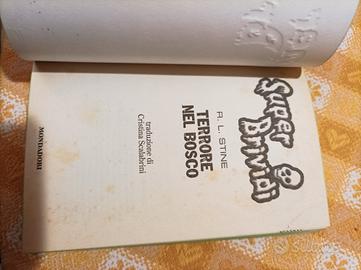 Super
Brividi
R. L. STINE
TERRORE
NEL BOSCO
traduzione di
Cristina Scalabrini
MONDADORI